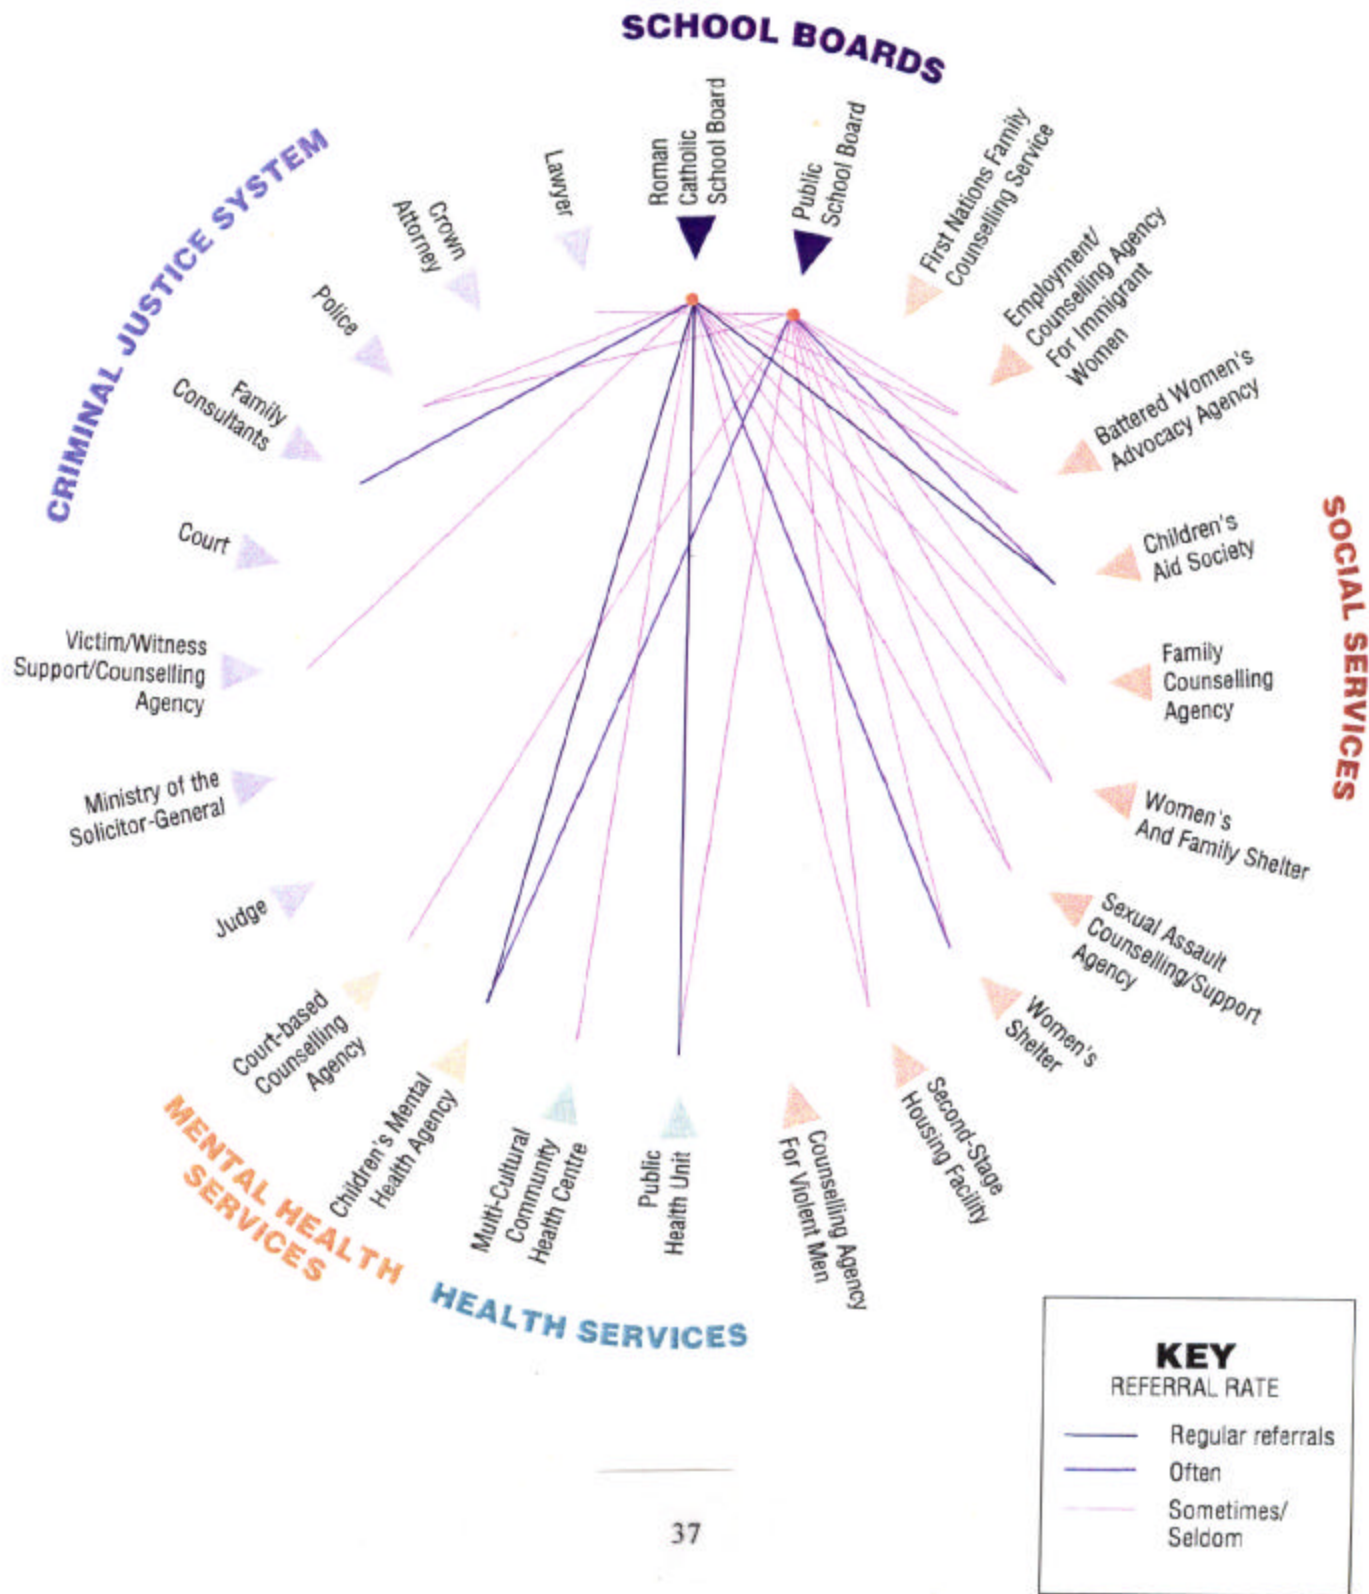 SCHOOL BOARDS
Roman
Catholic
School Board
Public
School Board
First Nations Family
Counselling Service
Employment/
Counselling Agency
For Immigrant
Women
Battered Women's
Advocacy Agency
Children's
Aid Society
Family
Counselling
Agency
Women's
And Family Shelter
Sexual Assault
Counselling/Support
Agency
Women's
Shelter
Second-Stage
Housing Facility
Counselling Agency
For Violent Men
SOCIAL SERVICES
Public
Health Unit
Multi-Cultural
Community
Health Centre
HEALTH SERVICES
Children's Mental
Health Agency
Court-based
Counselling
Agency
MENTAL HEALTH
SERVICES
Judge
Ministry of the
Solicitor-General
Victim/Witness
Support/Counselling
Agency
Court
Family
Consultants
Police
Crown
Attorney
Lawyer
CRIMINAL JUSTICE SYSTEM
KEY
REFERRAL RATE
Regular referrals
Often
Sometimes/
Seldom
37